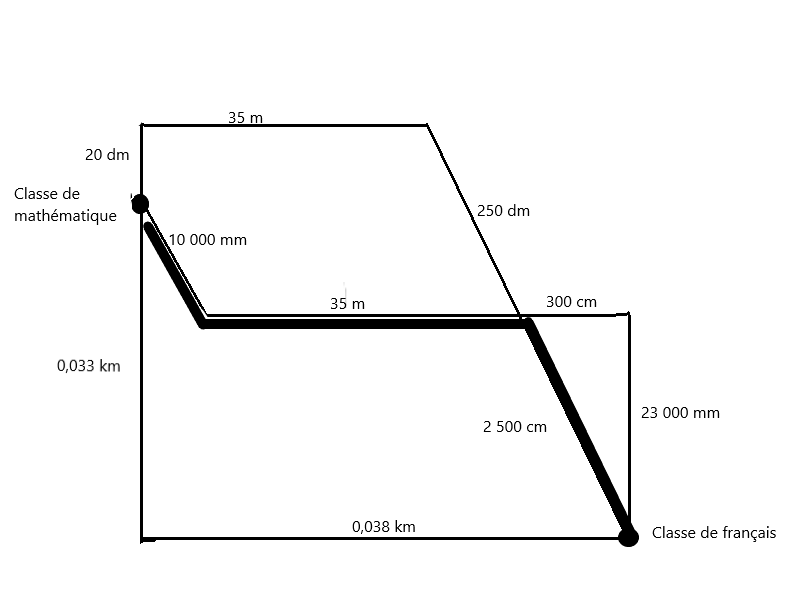 35 m
20 dm
Classe de
mathématique
250 dm
10 000 mm
35 m
300 cm
0,033 km
23 000 mm
2 500 cm
0,038 km
Classe de français